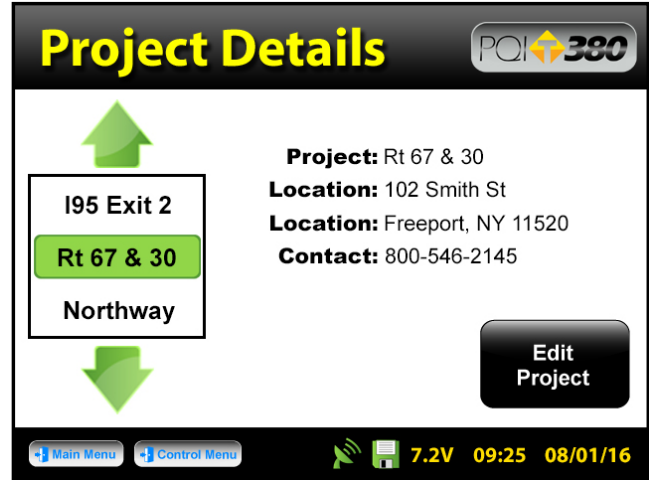 Project Details
PQI T 380
I95 Exit 2
Rt 67 & 30
Northway
Project: Rt 67 & 30
Location: 102 Smith St
Location: Freeport, NY 11520
Contact: 800-546-2145
Edit
Project
Main Menu
Control Menu
7.2V 09:25 08/01/16